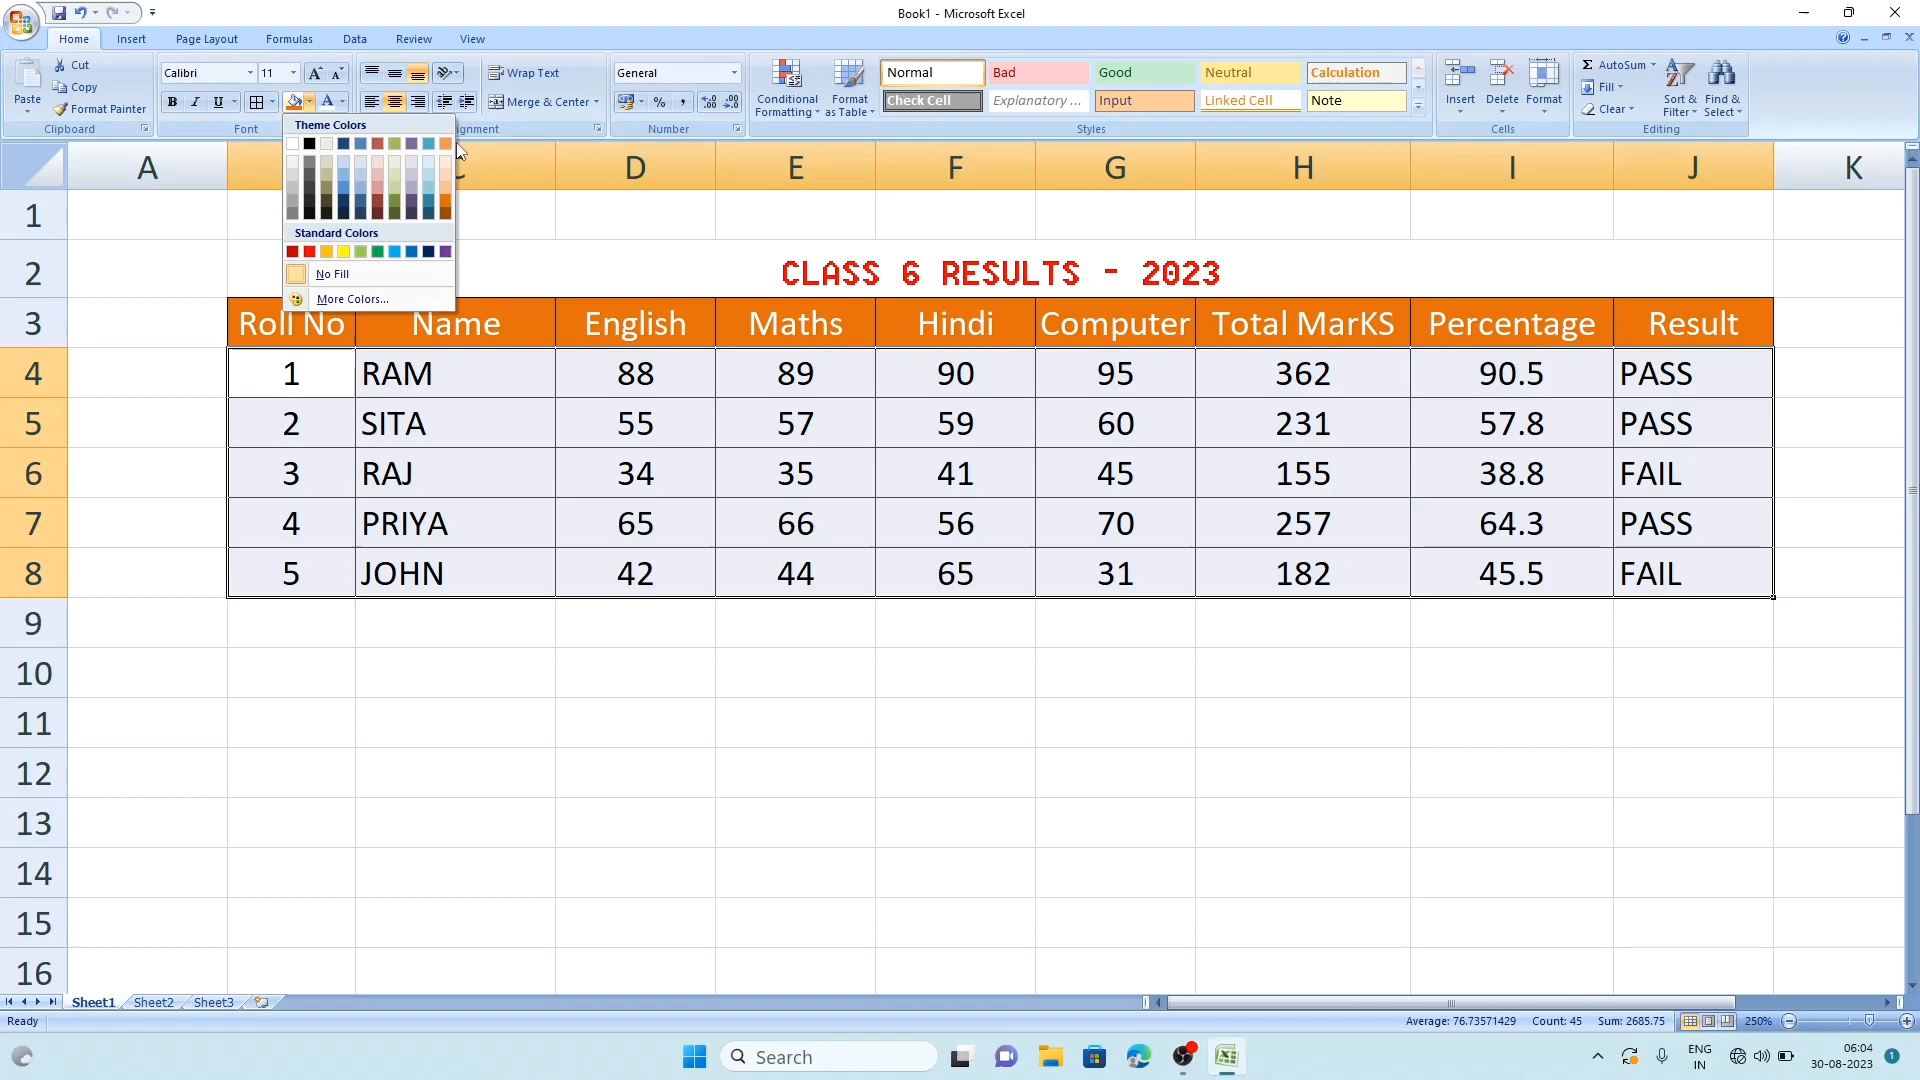 Book1 - Microsoft Excel
Home Insert Page Layout Formulas Data Review View
Paste
Cut
Copy
Format Painter
Clipboard
Calibri 11
B I U A
Font
Wrap Text
Merge & Center
General
% ,
Number
Conditional Formatting
Format as Table
Normal Bad Good Neutral Calculation
Check Cell Explanatory ... Input Linked Cell Note
Styles
Insert Delete Format
Cells
Σ AutoSum
Fill
Clear
Sort & Filter
Find & Select
Editing
Theme Colors
Standard Colors
No Fill
More Colors...
A D E F G H I J K
1
2 CLASS 6 RESULTS - 2023
3 Roll No Name English Maths Hindi Computer Total MarKS Percentage Result
4 1 RAM 88 89 90 95 362 90.5 PASS
5 2 SITA 55 57 59 60 231 57.8 PASS
6 3 RAJ 34 35 41 45 155 38.8 FAIL
7 4 PRIYA 65 66 56 70 257 64.3 PASS
8 5 JOHN 42 44 65 31 182 45.5 FAIL
9
10
11
12
13
14
15
16
Sheet1 Sheet2 Sheet3
Ready Average: 76.73571429 Count: 45 Sum: 2685.75 250%
Search
ENG
IN
06:04
30-08-2023
1